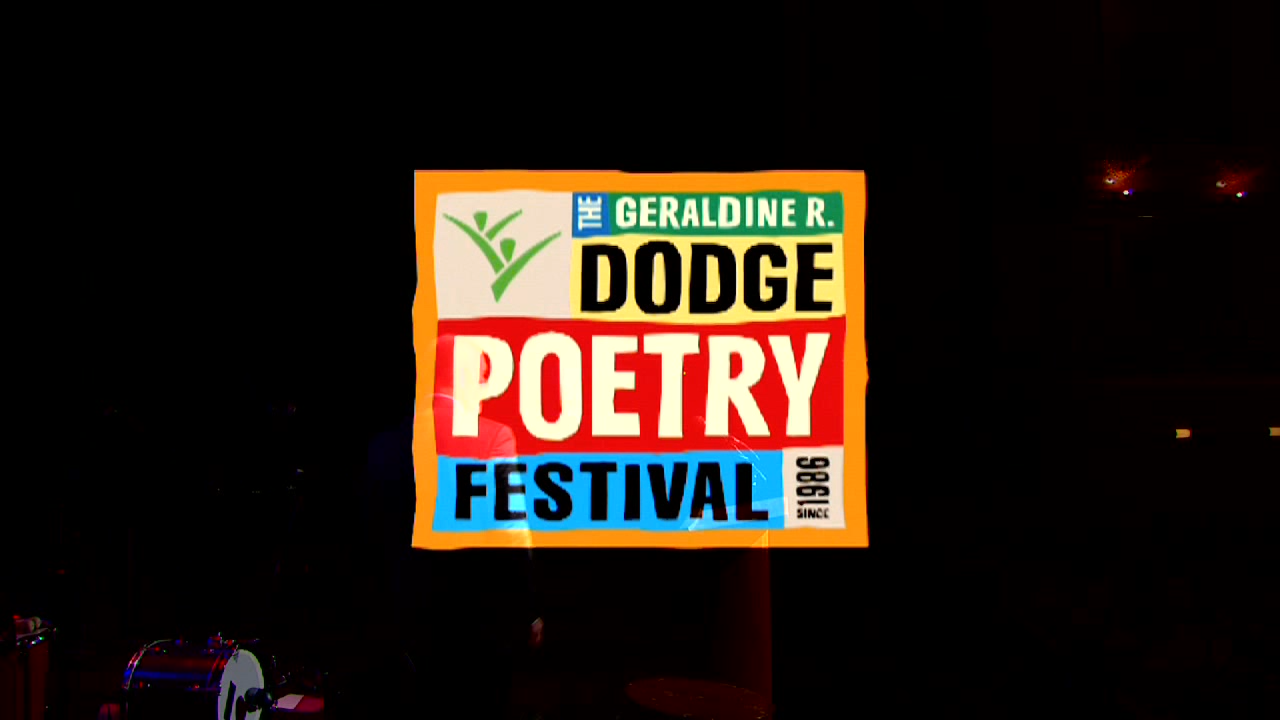 THE GERALDINE R.
DODGE
POETRY
FESTIVAL
SINCE 1986